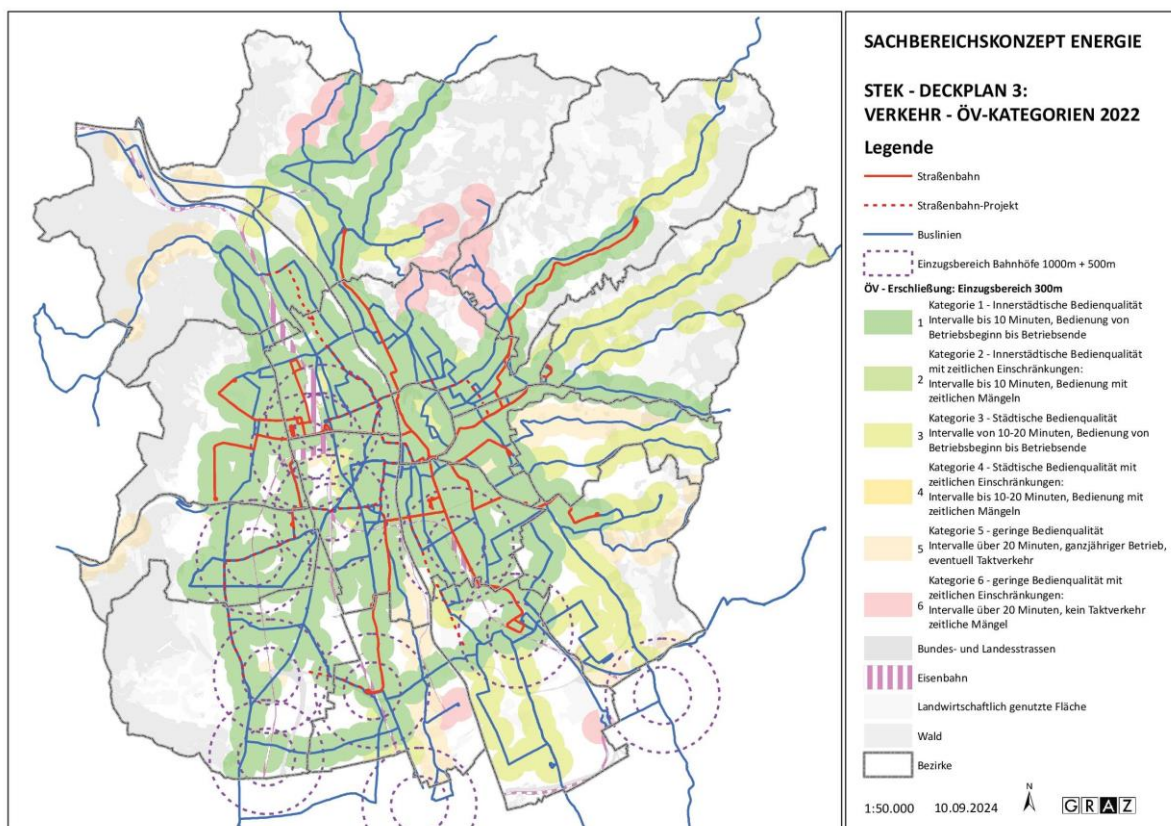 SACHBEREICHSKONZEPT ENERGIE
STEK - DECKPLAN 3:
VERKEHR - ÖV-KATEGORIEN 2022
Legende
Straßenbahn
Straßenbahn-Projekt
Buslinien
Einzugsbereich Bahnhöfe 1000m + 500m
ÖV - Erschließung: Einzugsbereich 300m
Kategorie 1 - Innerstädtische Bedienqualität
1 Intervalle bis 10 Minuten, Bedienung von
Betriebsbeginn bis Betriebsende
Kategorie 2 - Innerstädtische Bedienqualität
mit zeitlichen Einschränkungen:
2 Intervalle bis 10 Minuten, Bedienung mit
zeitlichen Mängeln
Kategorie 3 - Städtische Bedienqualität
3 Intervalle von 10-20 Minuten, Bedienung von
Betriebsbeginn bis Betriebsende
Kategorie 4 - Städtische Bedienqualität mit
zeitlichen Einschränkungen:
4 Intervalle bis 10-20 Minuten, Bedienung mit
zeitlichen Mängeln
Kategorie 5 - geringe Bedienqualität
5 Intervalle über 20 Minuten, ganzjähriger Betrieb,
eventuell Taktverkehr
Kategorie 6 - geringe Bedienqualität mit
zeitlichen Einschränkungen:
6 Intervalle über 20 Minuten, kein Taktverkehr
zeitliche Mängel
Bundes- und Landesstrassen
Eisenbahn
Landwirtschaftlich genutzte Fläche
Wald
Bezirke
N
1:50.000 10.09.2024 GRAZ